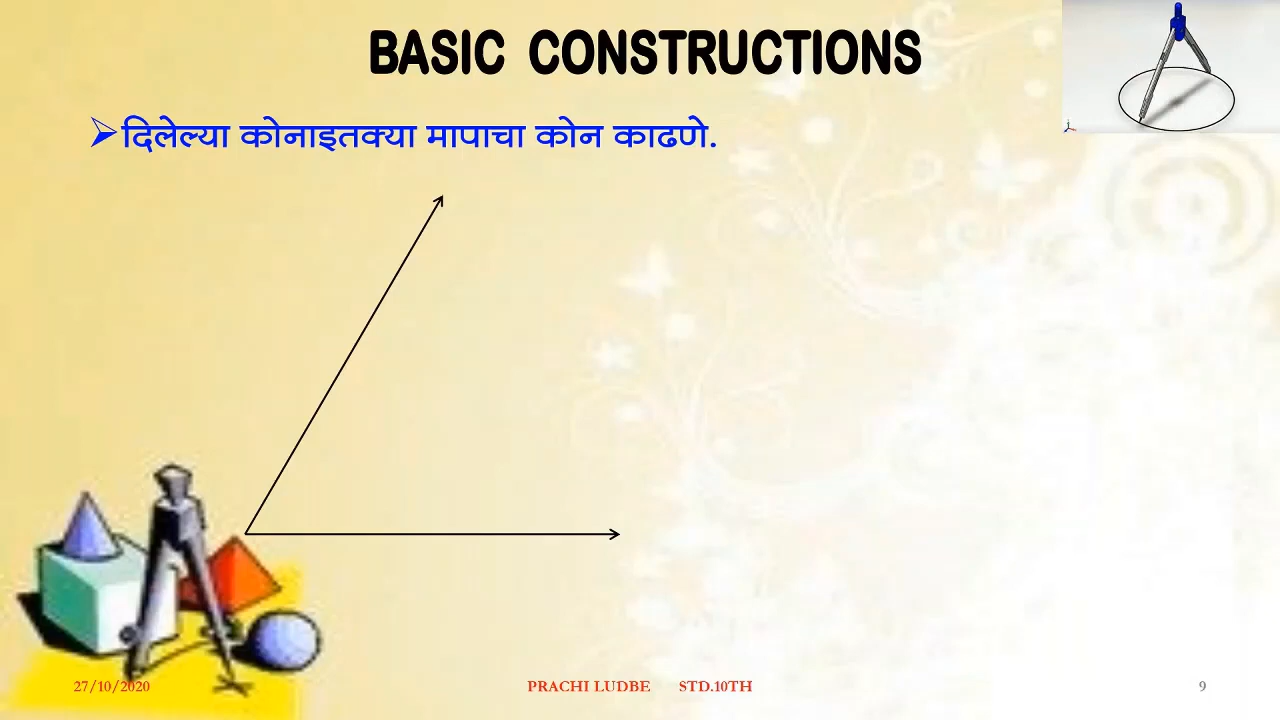 BASIC CONSTRUCTIONS
दिलेल्या कोनाइतक्या मापाचा कोन काढणे.
27/10/2020 PRACHI LUDBE STD.10TH 9